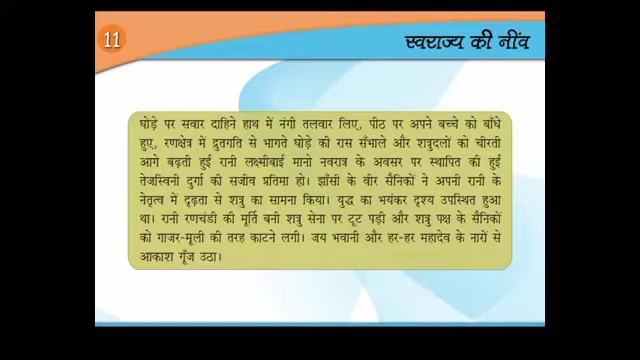 11
स्वराज्य की नींव
घोड़े पर सवार दाहिने हाथ में नंगी तलवार लिए, पीठ पर अपने बच्चे को बाँधे
हुए, रणक्षेत्र में द्रुतगति से भागते घोड़े की रास सँभाले और शत्रुदलों को चीरती
आगे बढ़ती हुई रानी लक्ष्मीबाई मानो नवरात्र के अवसर पर स्थापित की हुई
तेजस्विनी दुर्गा की सजीव प्रतिमा हो। झाँसी के वीर सैनिकों ने अपनी रानी के
नेतृत्व में दृढ़ता से शत्रु का सामना किया। युद्ध का भयंकर दृश्य उपस्थित हुआ
था। रानी रणचंडी की मूर्ति बनी शत्रु सेना पर टूट पड़ी और शत्रु पक्ष के सैनिकों
को गाजर-मूली की तरह काटने लगी। जय भवानी और हर-हर महादेव के नारों से
आकाश गूँज उठा।